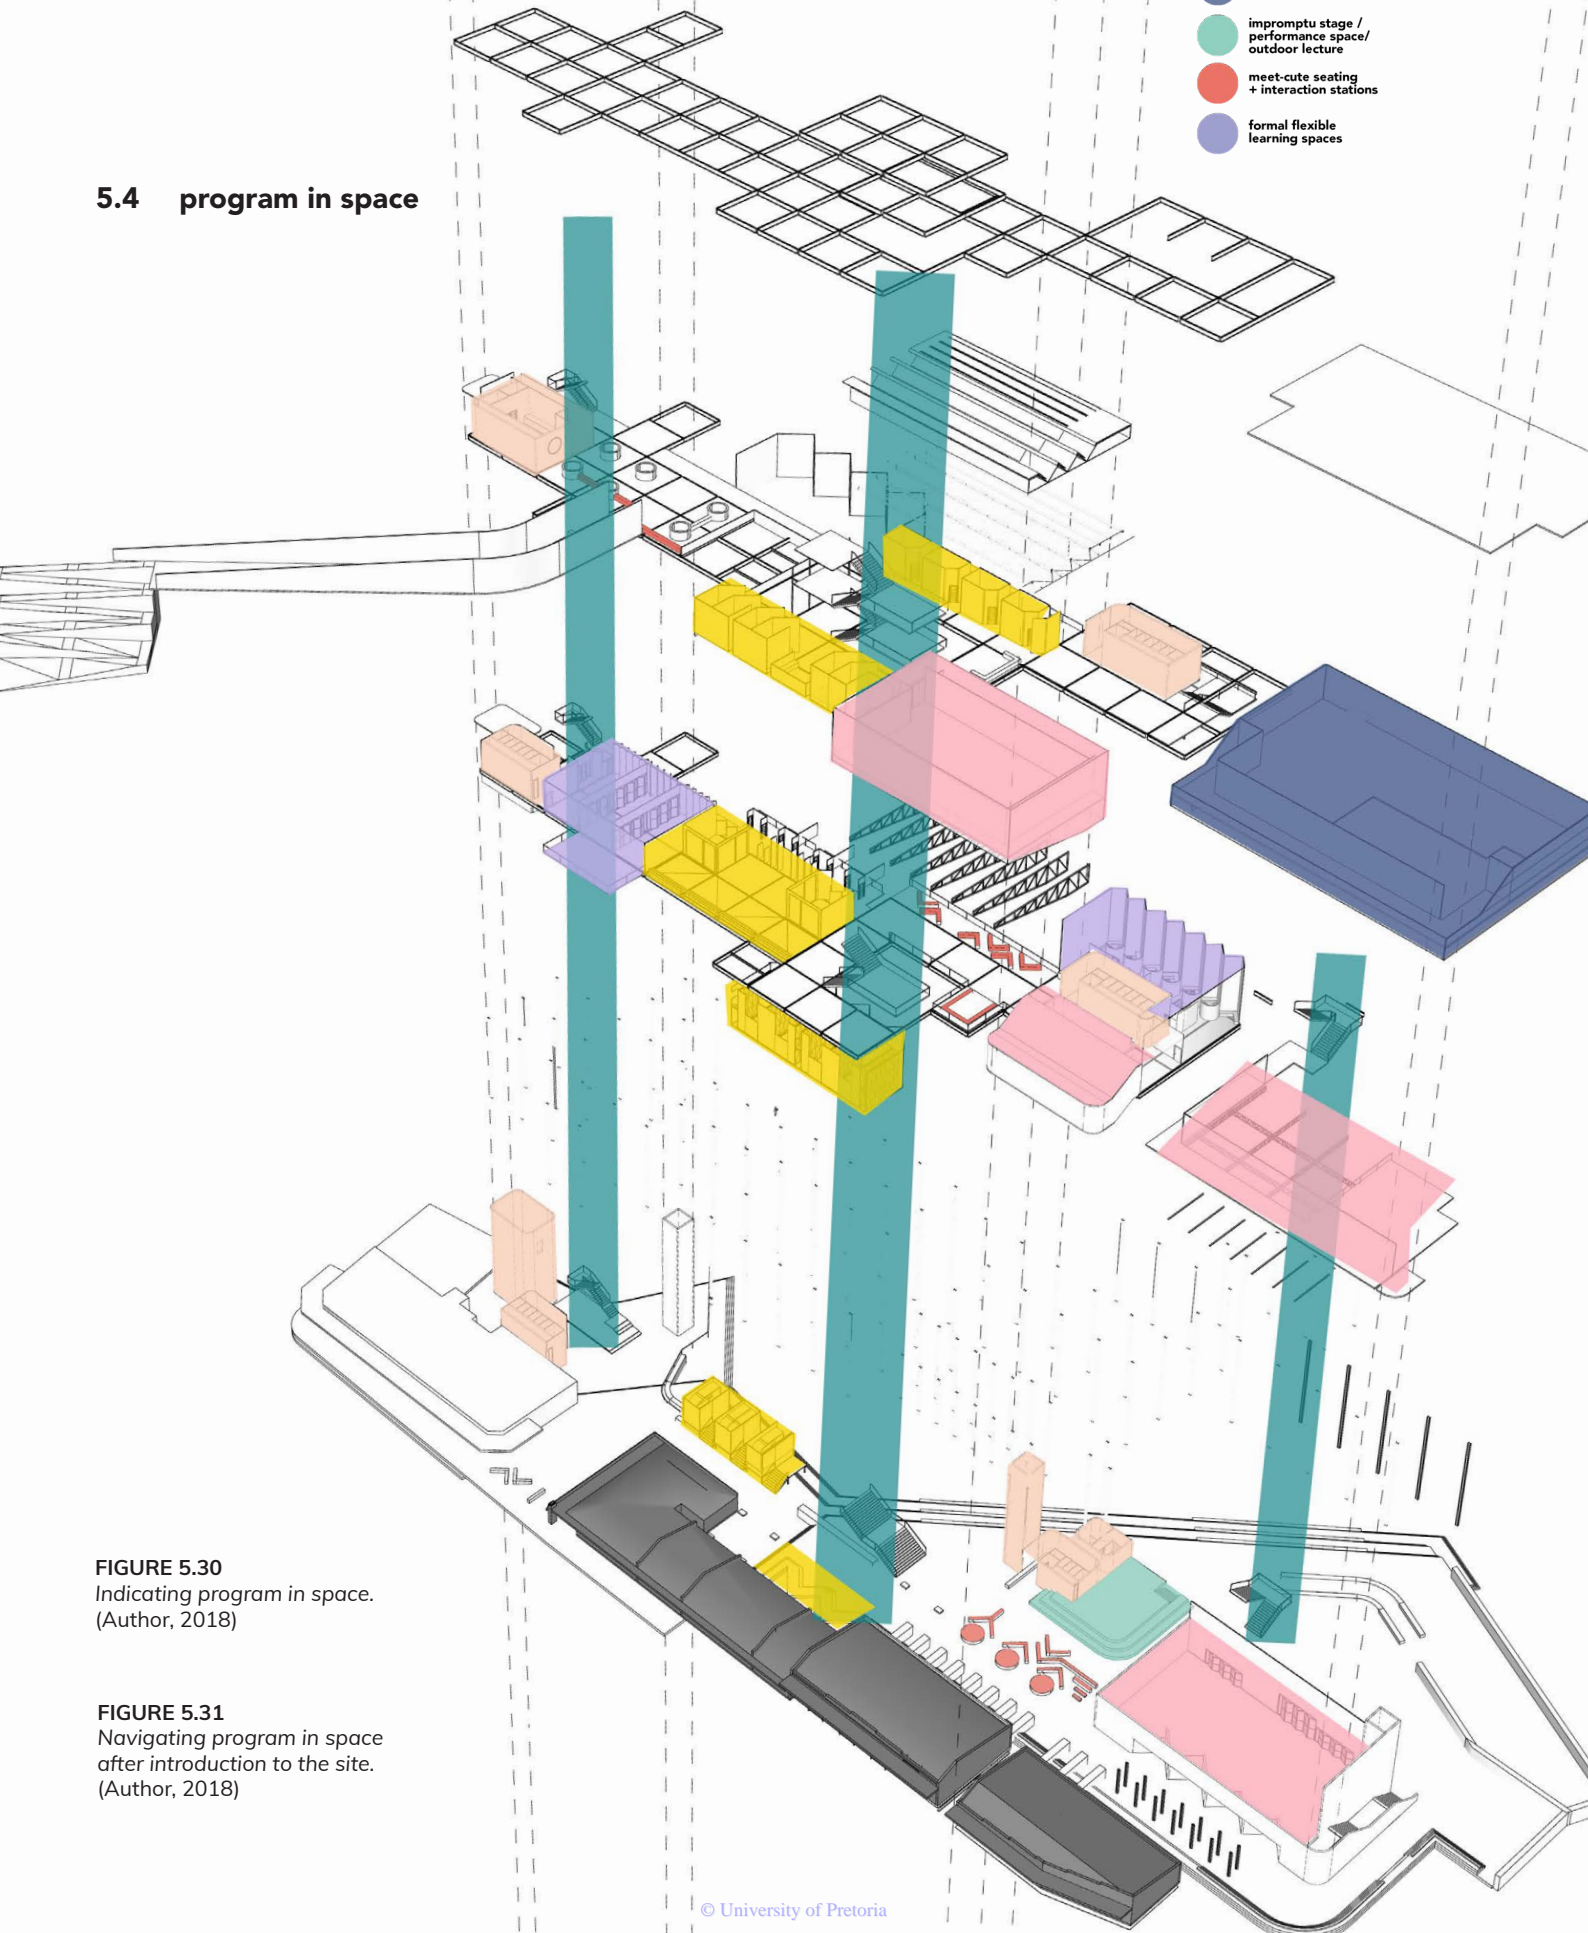 impromptu stage /
performance space/
outdoor lecture
meet-cute seating
+ interaction stations
formal flexible
learning spaces
5.4 program in space
FIGURE 5.30
Indicating program in space.
(Author, 2018)
FIGURE 5.31
Navigating program in space
after introduction to the site.
(Author, 2018)
© University of Pretoria